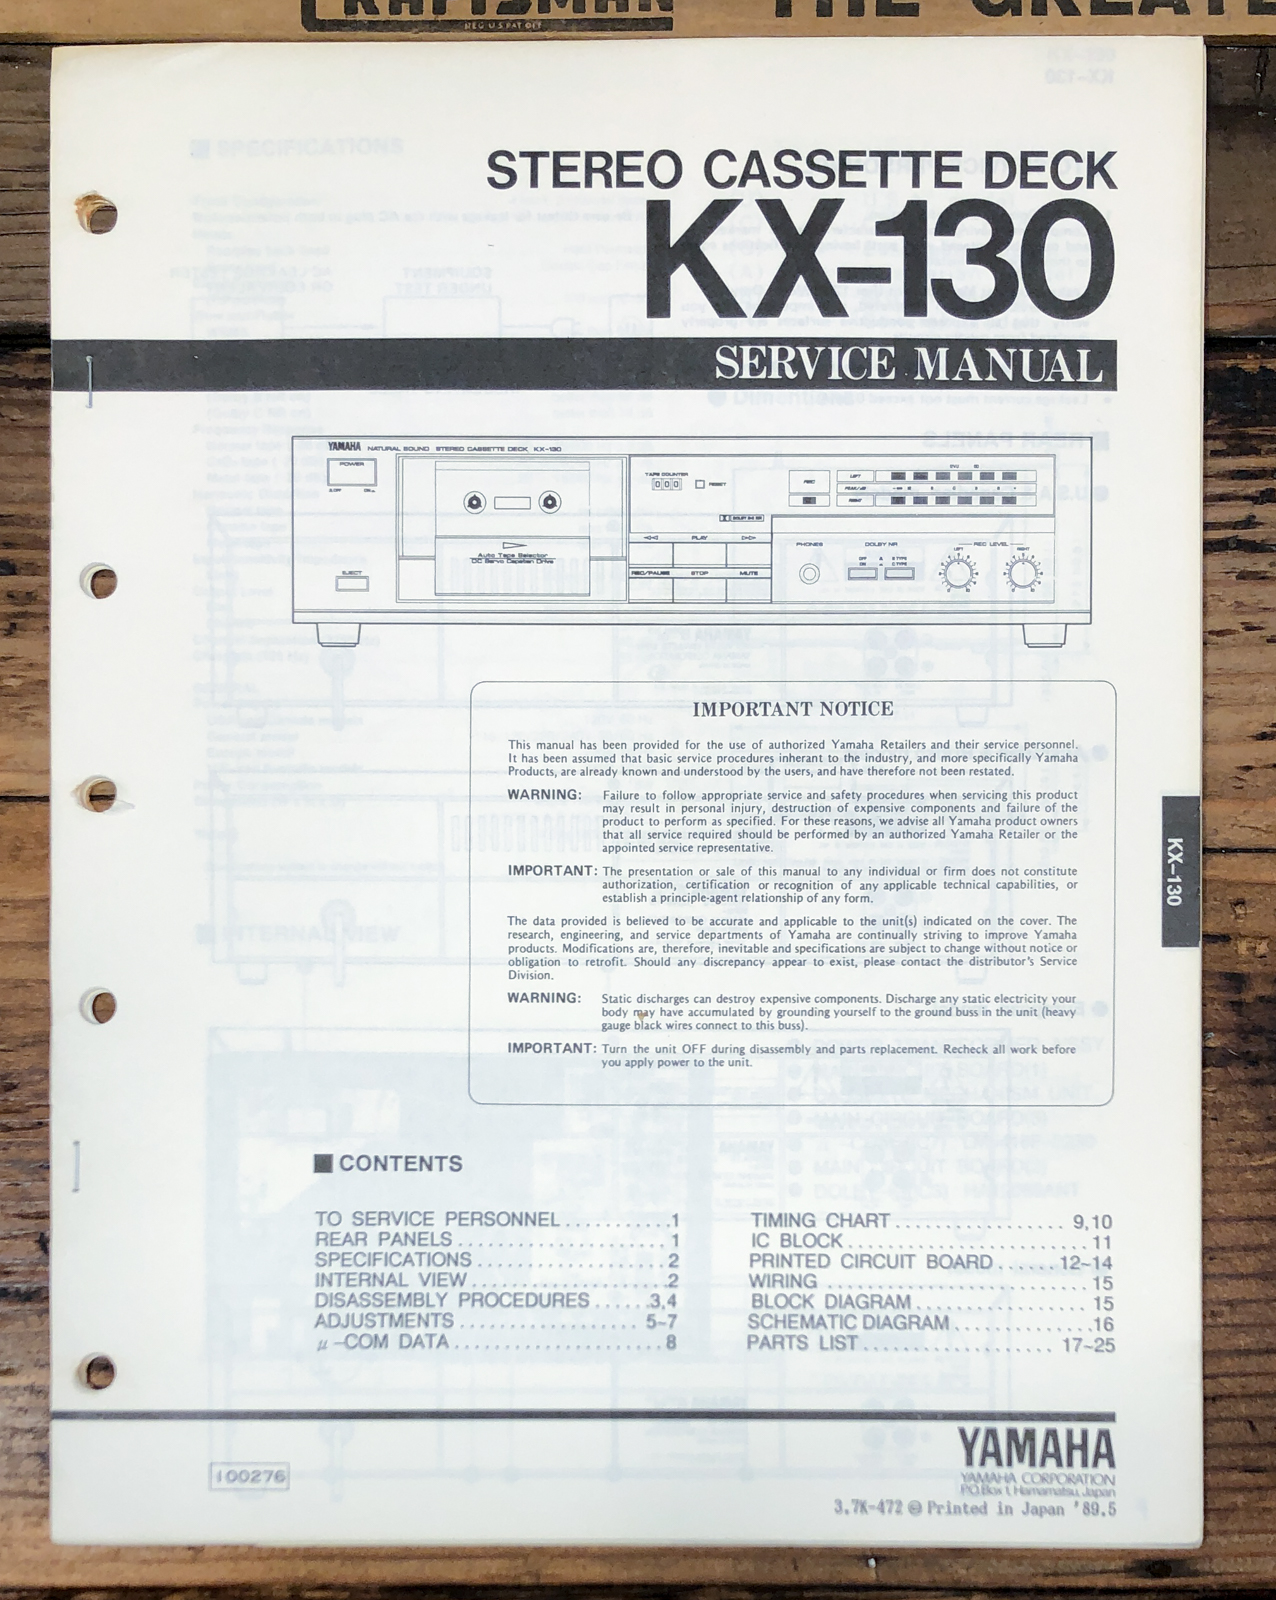 CRAFTSMAN THE GREATE
REG. U.S. PAT. OFF.
STEREO CASSETTE DECK
KX-130
SERVICE MANUAL
YAMAHA NATURAL SOUND STEREO CASSETTE DECK KX-130
POWER
TAPE COUNTER
000
RESET
REC
LEFT
RIGHT
PLAY
REC/PAUSE STOP MUTE
Auto Tape Selector
DC Servo Capstan Drive
EJECT
PHONES
DOLBY NR
REC LEVEL
LEFT
RIGHT
IMPORTANT NOTICE
This manual has been provided for the use of authorized Yamaha Retailers and their service personnel.
It has been assumed that basic service procedures inherant to the industry, and more specifically Yamaha
Products, are already known and understood by the users, and have therefore not been restated.
WARNING: Failure to follow appropriate service and safety procedures when servicing this product
may result in personal injury, destruction of expensive components and failure of the
product to perform as specified. For these reasons, we advise all Yamaha product owners
that all service required should be performed by an authorized Yamaha Retailer or the
appointed service representative.
IMPORTANT: The presentation or sale of this manual to any individual or firm does not constitute
authorization, certification or recognition of any applicable technical capabilities, or
establish a principle-agent relationship of any form.
The data provided is believed to be accurate and applicable to the unit(s) indicated on the cover. The
research, engineering, and service departments of Yamaha are continually striving to improve Yamaha
products. Modifications are, therefore, inevitable and specifications are subject to change without notice or
obligation to retrofit. Should any discrepancy appear to exist, please contact the distributor's Service
Division.
WARNING: Static discharges can destroy expensive components. Discharge any static electricity your
body may have accumulated by grounding yourself to the ground buss in the unit (heavy
gauge black wires connect to this buss).
IMPORTANT: Turn the unit OFF during disassembly and parts replacement. Recheck all work before
you apply power to the unit.
KX-130
■ CONTENTS
TO SERVICE PERSONNEL...........1
REAR PANELS......................1
SPECIFICATIONS....................2
INTERNAL VIEW....................2
DISASSEMBLY PROCEDURES......3,4
ADJUSTMENTS.................. 5~7
μ-COM DATA......................8
TIMING CHART................. 9,10
IC BLOCK.........................11
PRINTED CIRCUIT BOARD......12~14
WIRING ..........................15
BLOCK DIAGRAM..................15
SCHEMATIC DIAGRAM..............16
PARTS LIST................... 17~25
100276
YAMAHA
YAMAHA CORPORATION
P.O.Box 1, Hamamatsu, Japan
3.7K-472 Printed in Japan '89.5